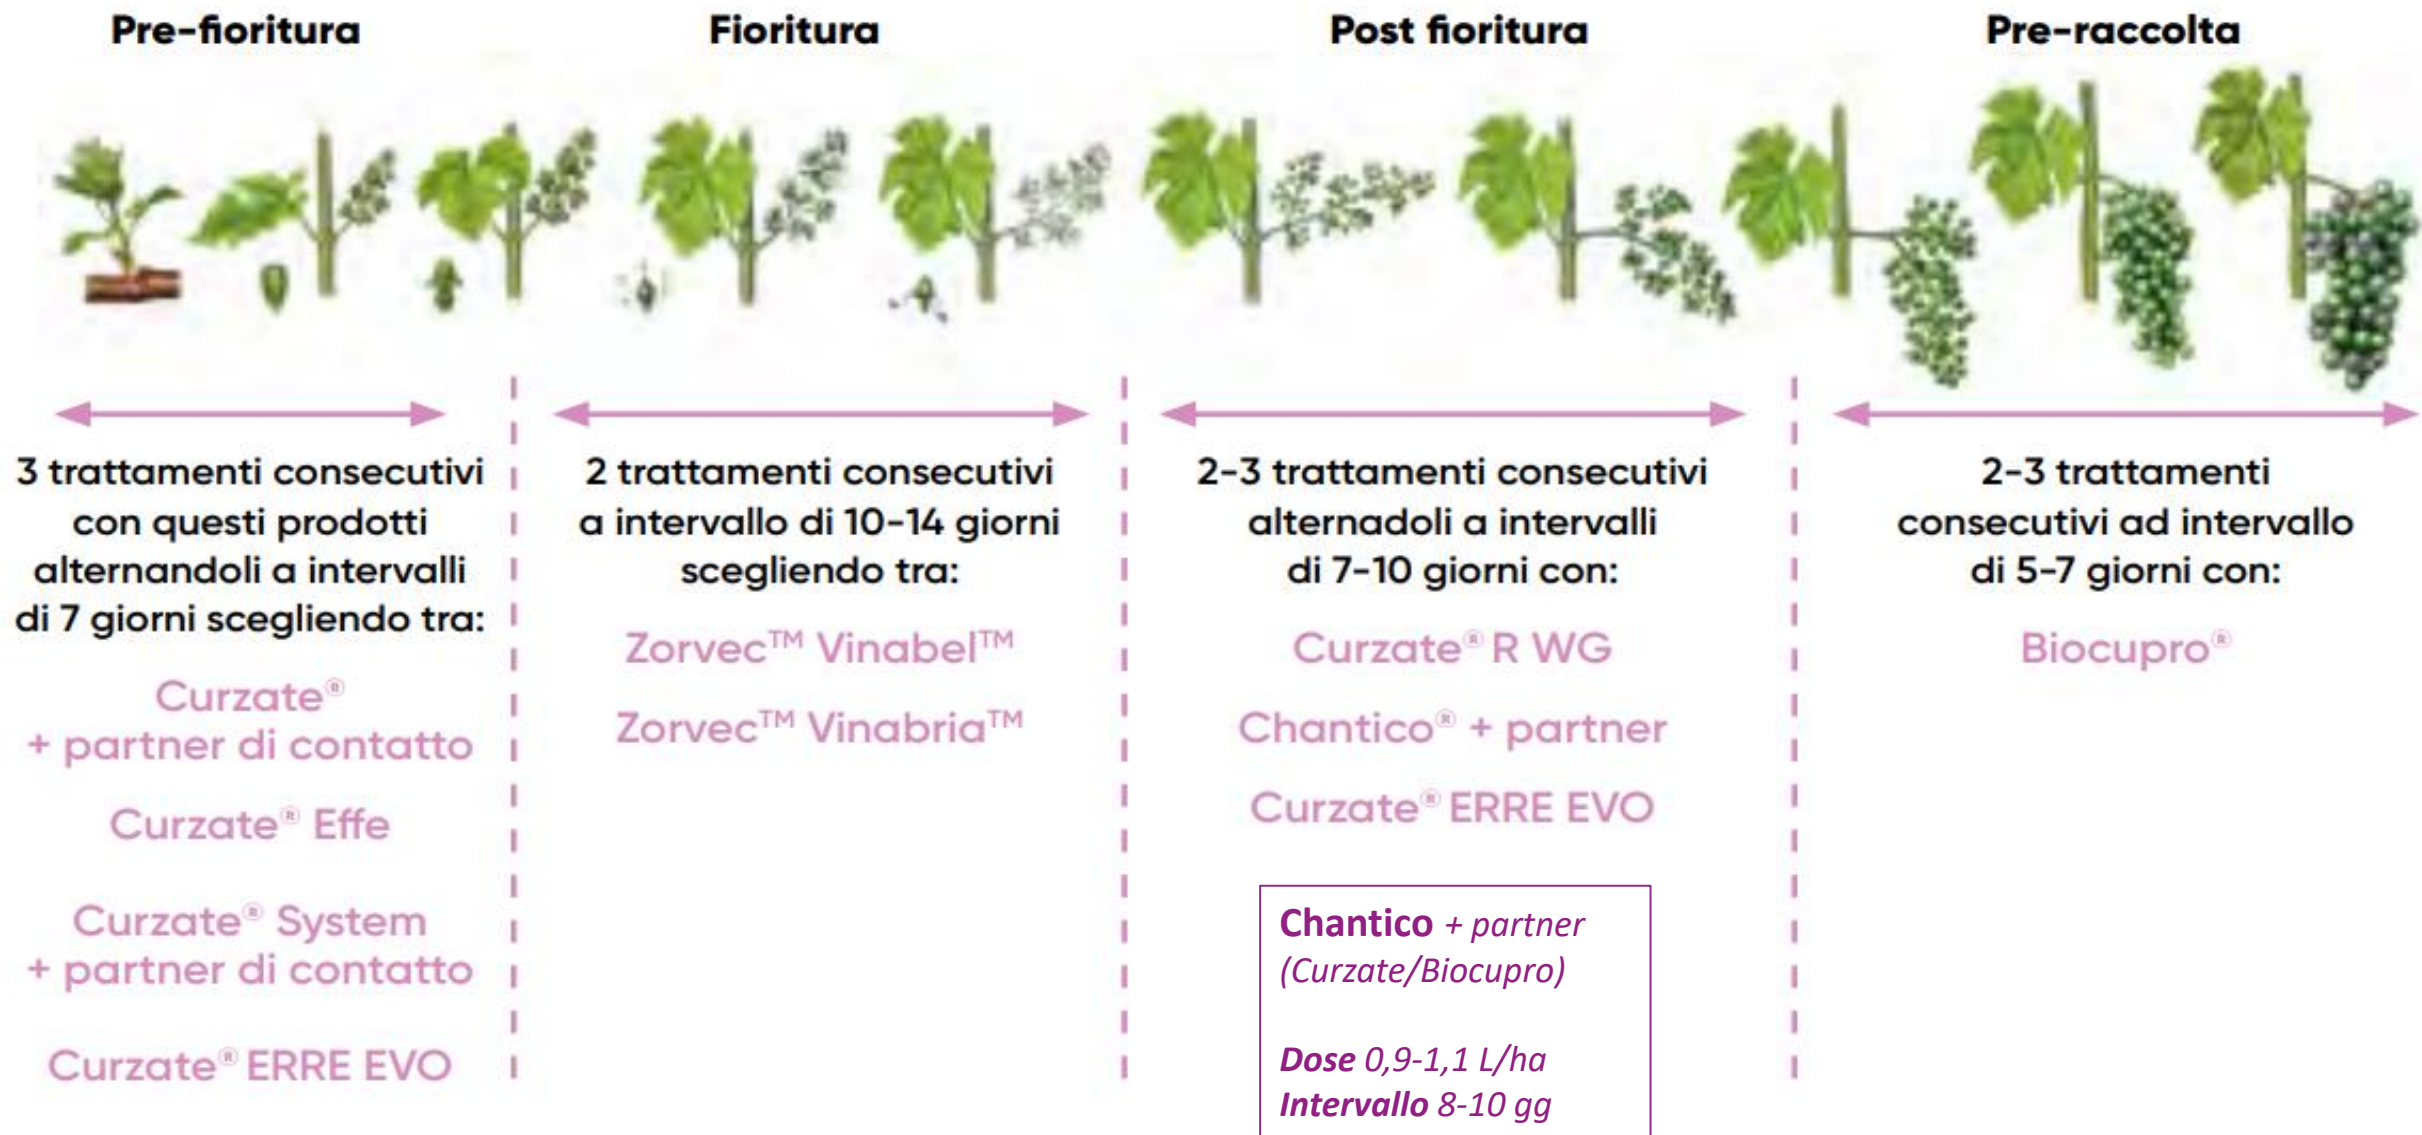 Pre-fioritura
3 trattamenti consecutivi
con questi prodotti
alternandoli a intervalli
di 7 giorni scegliendo tra:
Curzate®
+ partner di contatto
Curzate® Effe
Curzate® System
+ partner di contatto
Curzate® ERRE EVO
Fioritura
2 trattamenti consecutivi
a intervallo di 10-14 giorni
scegliendo tra:
Zorvec™ Vinabel™
Zorvec™ Vinabria™
Post fioritura
2-3 trattamenti consecutivi
alternadoli a intervalli
di 7-10 giorni con:
Curzate® R WG
Chantico® + partner
Curzate® ERRE EVO
Chantico + partner
(Curzate/Biocupro)
Dose 0,9-1,1 L/ha
Intervallo 8-10 gg
Pre-raccolta
2-3 trattamenti
consecutivi ad intervallo
di 5-7 giorni con:
Biocupro®